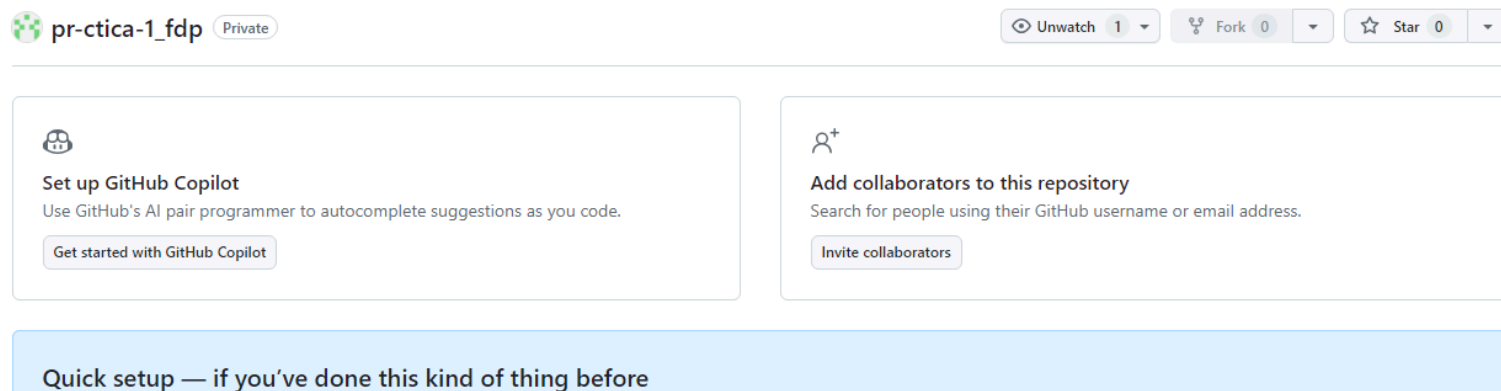 pr-ctica-1_fdp Private
Unwatch 1
Fork 0
Star 0
Set up GitHub Copilot
Use GitHub's AI pair programmer to autocomplete suggestions as you code.
Get started with GitHub Copilot
Add collaborators to this repository
Search for people using their GitHub username or email address.
Invite collaborators
Quick setup — if you’ve done this kind of thing before